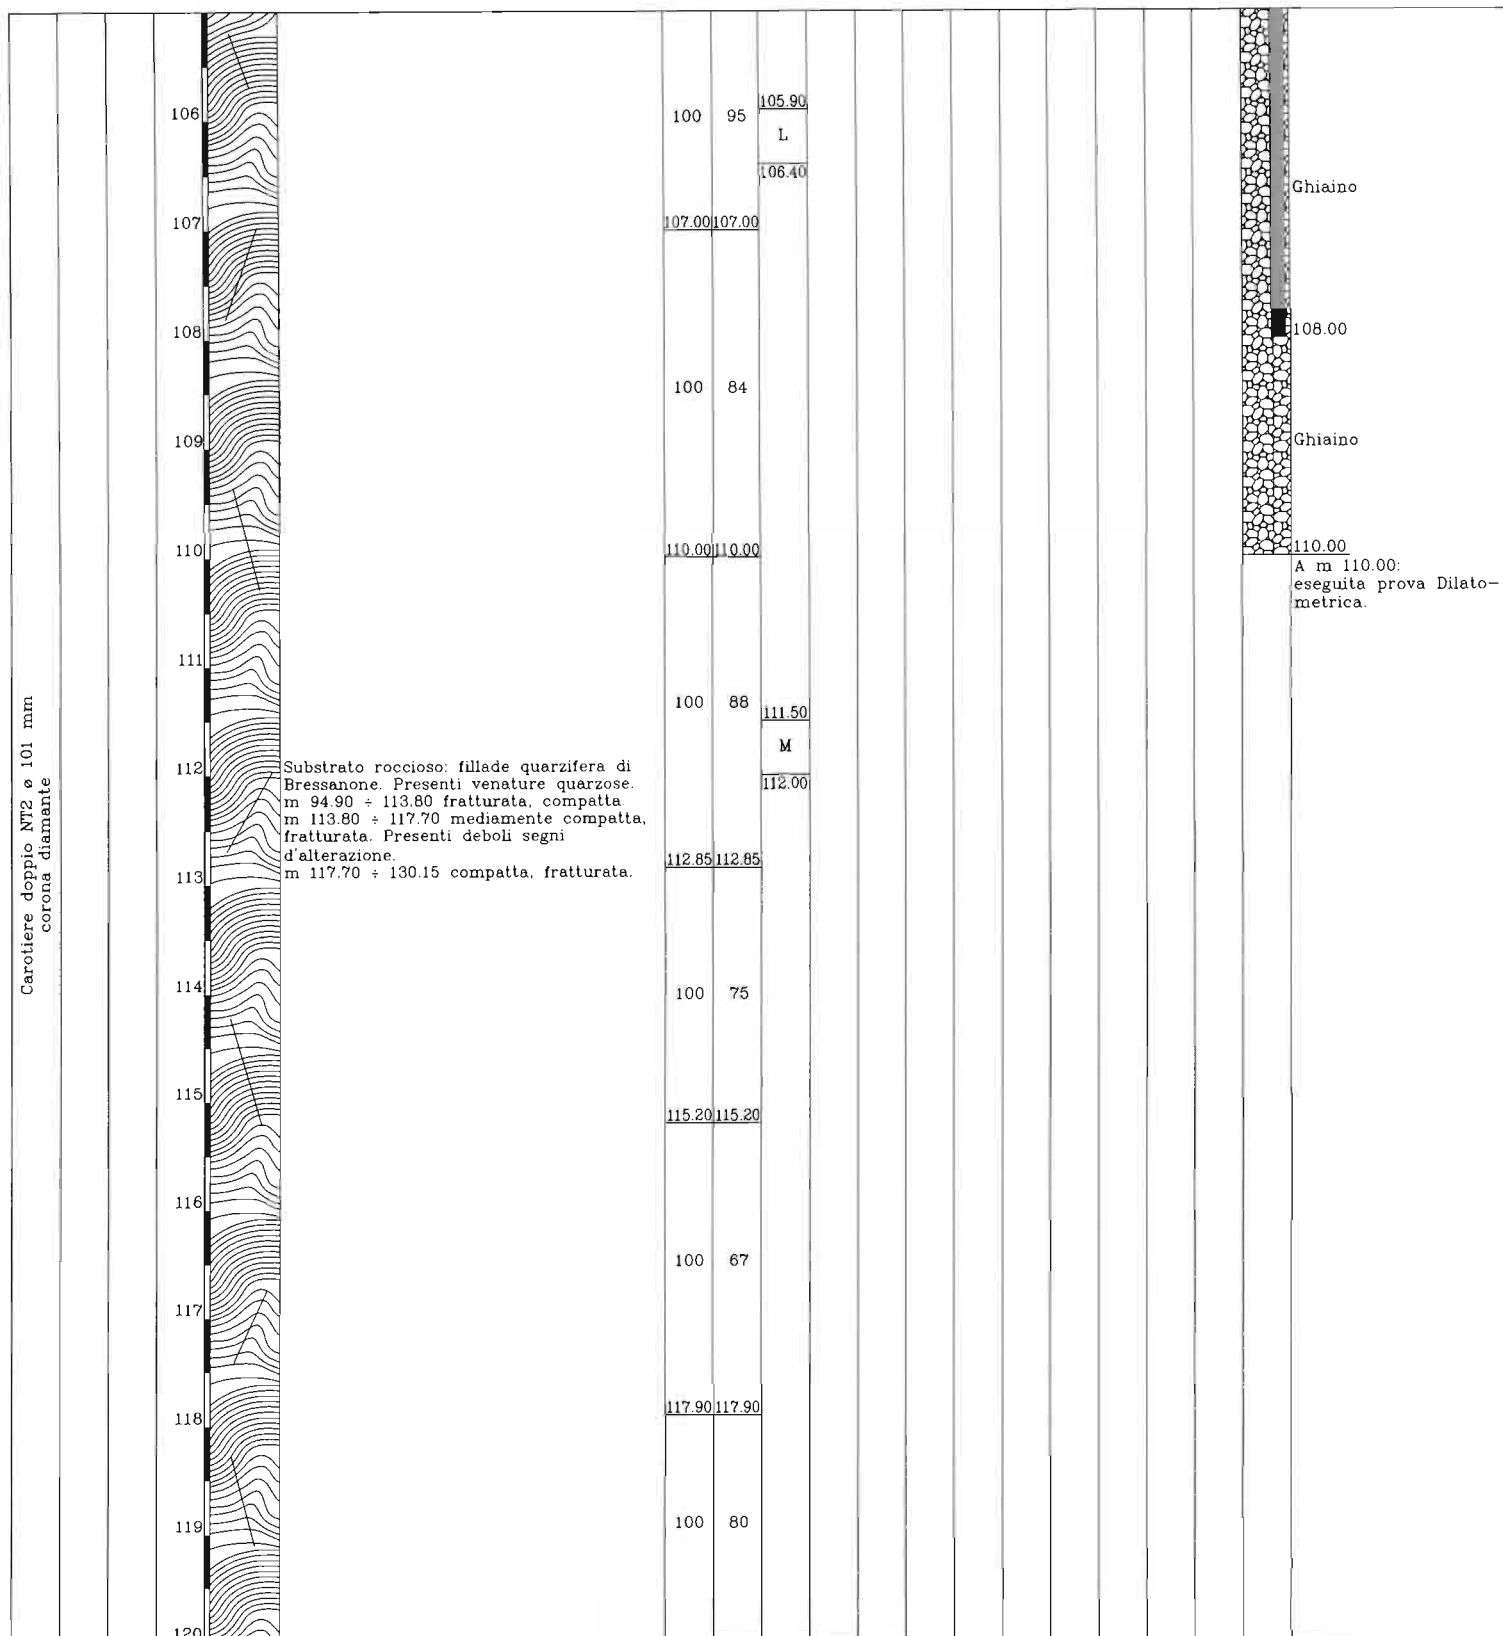 Carotiere doppio NT2 ø 101 mm
corona diamante
106
107
108
109
110
111
112
113
114
115
116
117
118
119
120
Substrato roccioso: fillade quarzifera di
Bressanone. Presenti venature quarzose.
m 94.90 ÷ 113.80 fratturata, compatta.
m 113.80 ÷ 117.70 mediamente compatta,
fratturata. Presenti deboli segni
d'alterazione.
m 117.70 ÷ 130.15 compatta, fratturata.
100 95
107.00 107.00
100 84
110.00 110.00
100 88
112.85 112.85
100 75
115.20 115.20
100 67
117.90 117.90
100 80
105.90
L
106.40
111.50
M
112.00
Ghiaino
108.00
Ghiaino
110.00
A m 110.00:
eseguita prova Dilato-
metrica.